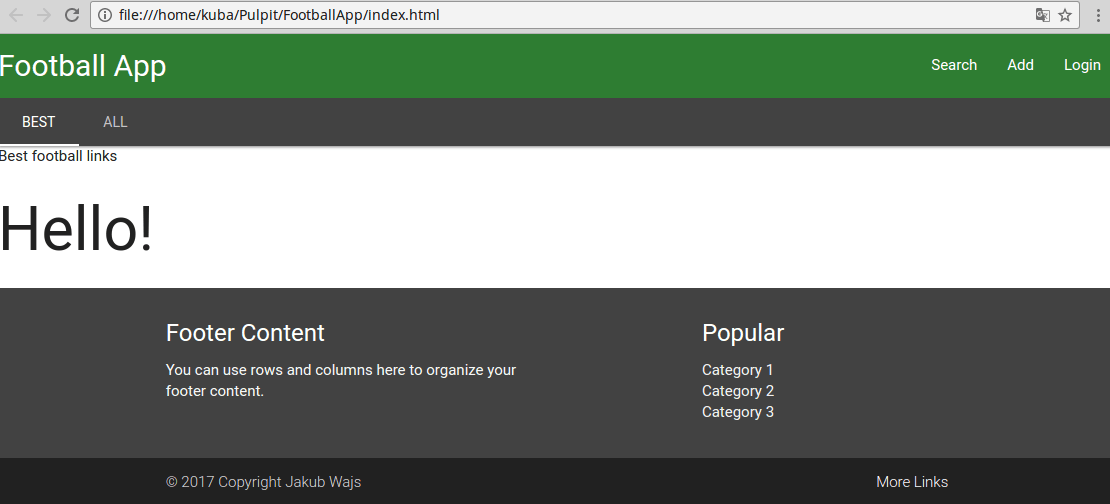 file:///home/kuba/Pulpit/FootballApp/index.html
Football App
Search Add Login
BEST ALL
Best football links
Hello!
Footer Content
You can use rows and columns here to organize your
footer content.
Popular
Category 1
Category 2
Category 3
© 2017 Copyright Jakub Wajs
More Links